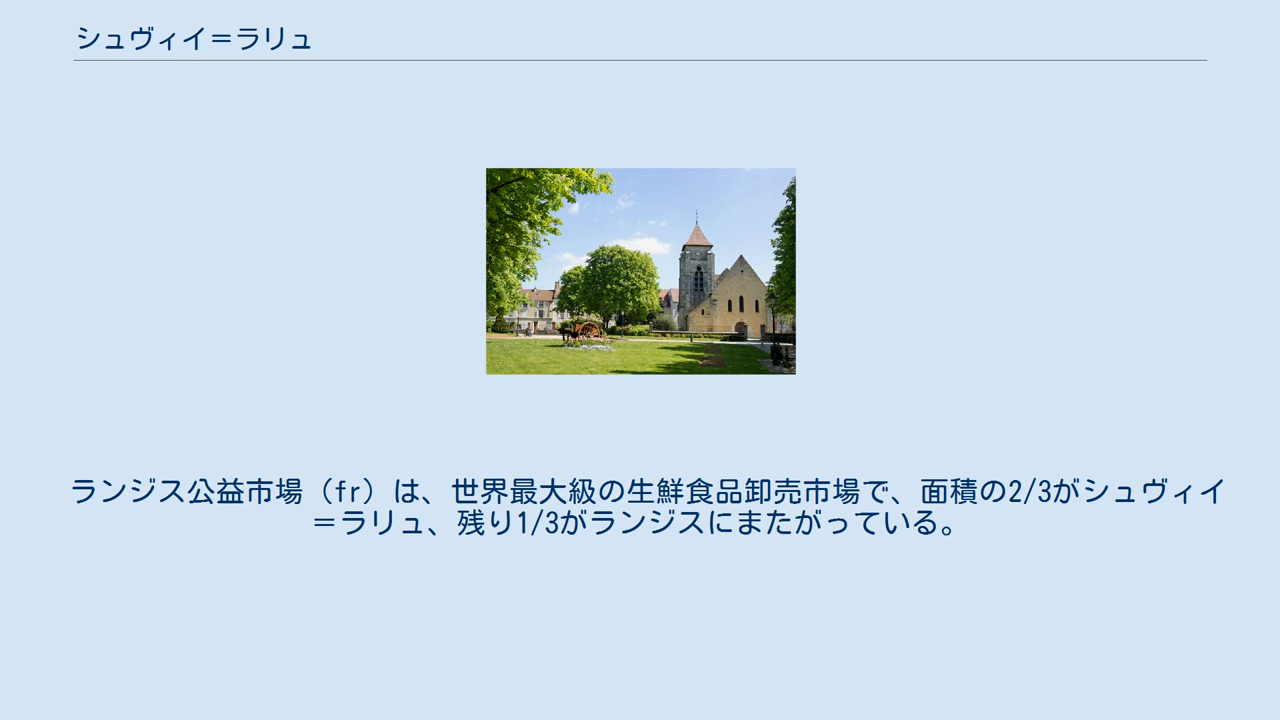 シュヴィイ＝ラリュ
ランジス公益市場（fr）は、世界最大級の生鮮食品卸売市場で、面積の2/3がシュヴィイ
＝ラリュ、残り1/3がランジスにまたがっている。